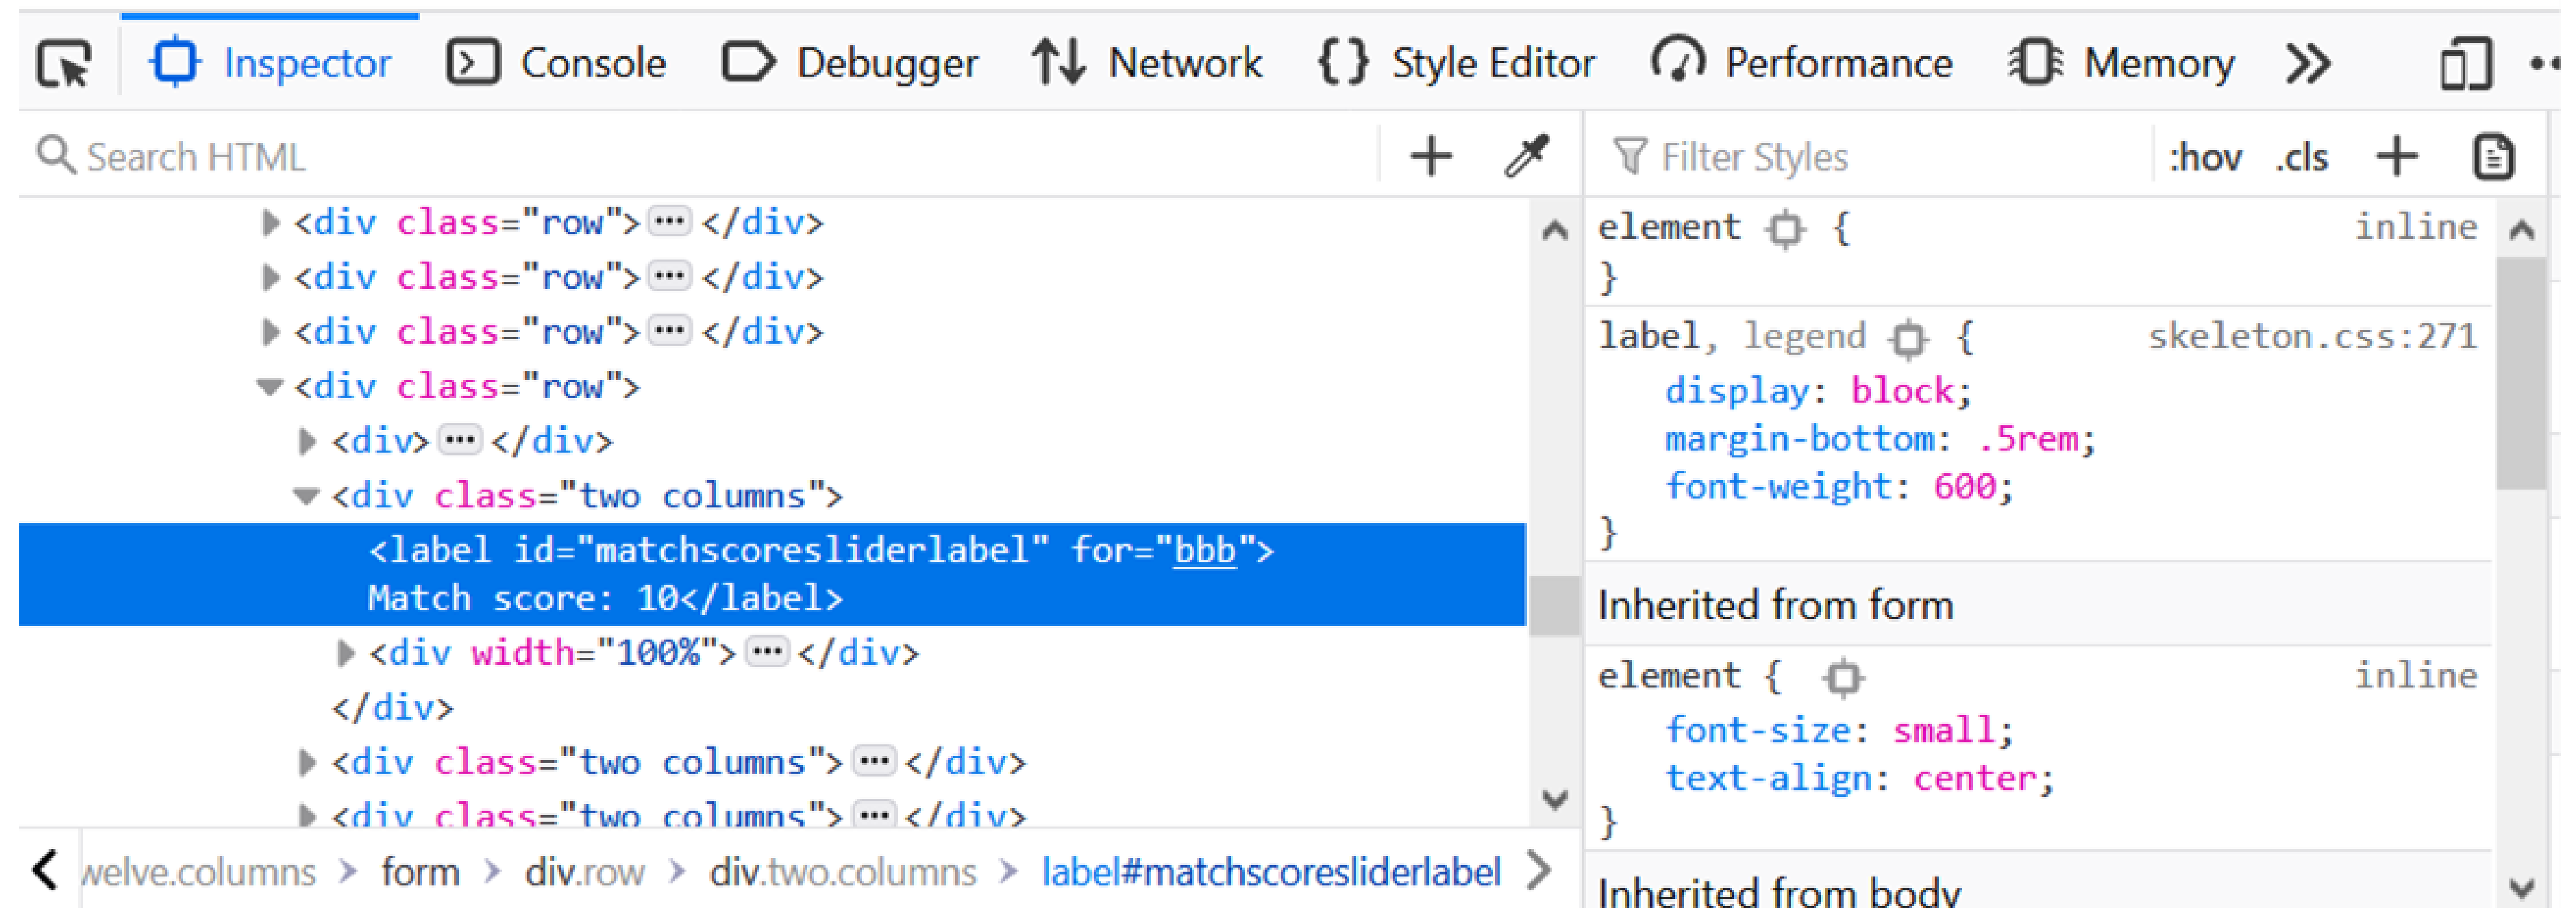 Inspector Console Debugger Network Style Editor Performance Memory
Search HTML
<div class="row">···</div>
<div class="row">···</div>
<div class="row">···</div>
<div class="row">
<div>···</div>
<div class="two columns">
<label id="matchscoresliderlabel" for="bbb">
Match score: 10</label>
<div width="100%">···</div>
</div>
<div class="two columns">···</div>
<div class="two columns">···</div>
welve.columns > form > div.row > div.two.columns > label#matchscoresliderlabel
Filter Styles :hov .cls
element { inline
}
label, legend { skeleton.css:271
display: block;
margin-bottom: .5rem;
font-weight: 600;
}
Inherited from form
element { inline
font-size: small;
text-align: center;
}
Inherited from body